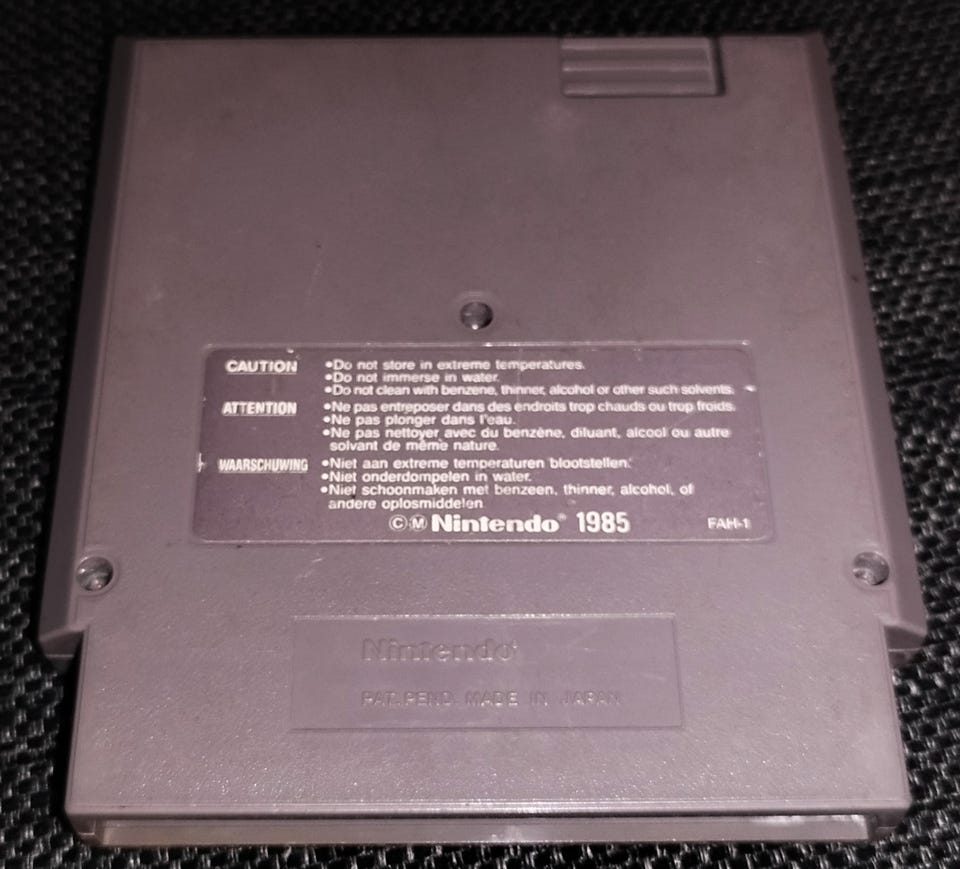 CAUTION •Do not store in extreme temperatures.
•Do not immerse in water.
•Do not clean with benzene, thinner, alcohol or other such solvents.
ATTENTION •Ne pas entreposer dans des endroits trop chauds ou trop froids.
•Ne pas plonger dans l'eau.
•Ne pas nettoyer avec du benzène, diluant, alcool ou autre
solvant de même nature.
WAARSCHUWING •Niet aan extreme temperaturen blootstellen.
•Niet onderdompelen in water.
•Niet schoonmaken met benzeen, thinner, alcohol, of
andere oplosmiddelen
©Ⓜ Nintendo® 1985 FAH-1
Nintendo®
PAT. PEND. MADE IN JAPAN